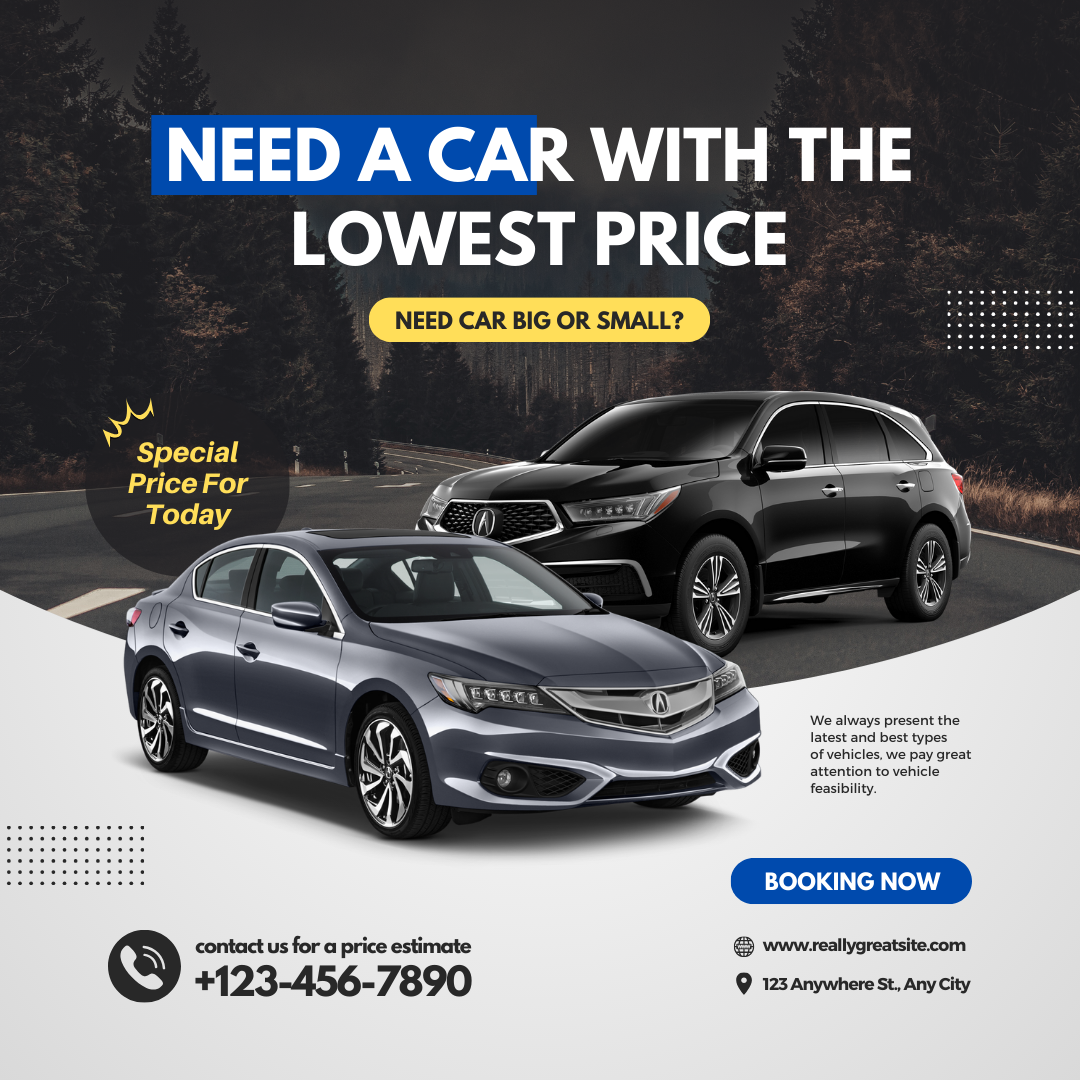 NEED A CAR WITH THE
LOWEST PRICE
NEED CAR BIG OR SMALL?
Special
Price For
Today
We always present the
latest and best types
of vehicles, we pay great
attention to vehicle
feasibility.
BOOKING NOW
contact us for a price estimate
+123-456-7890
www.reallygreatsite.com
123 Anywhere St., Any City